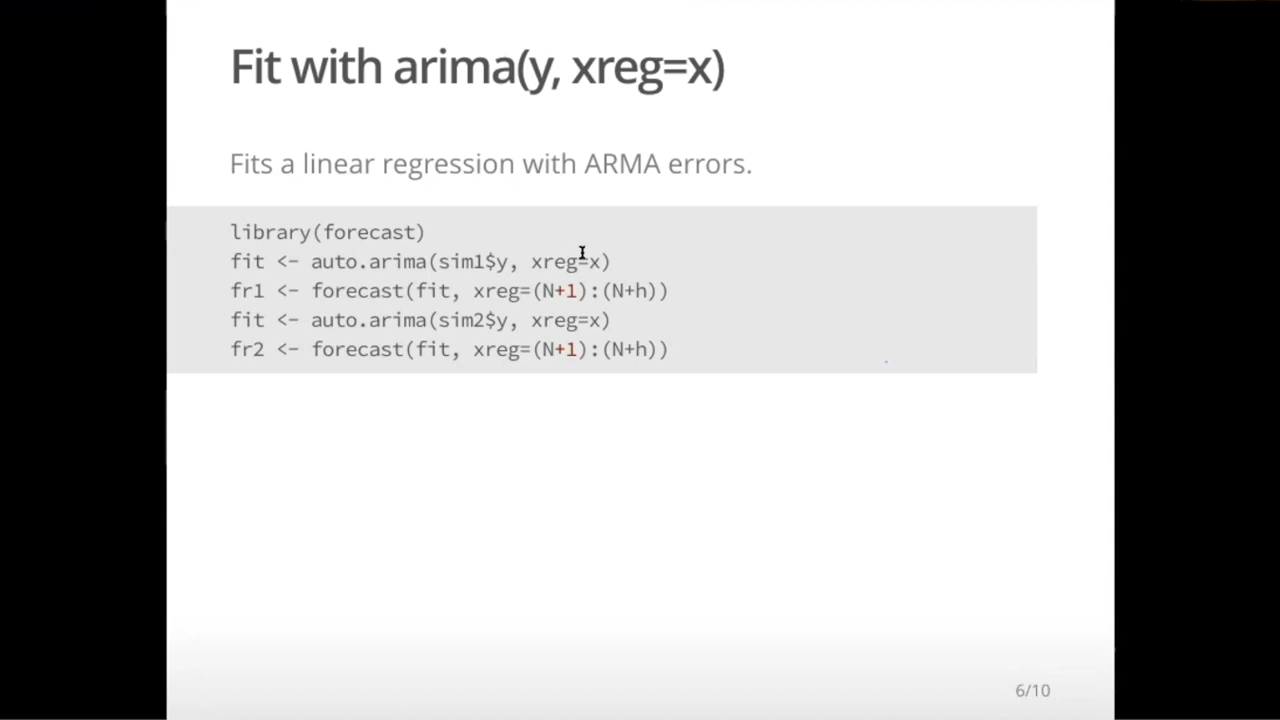 Fit with arima(y, xreg=x)
Fits a linear regression with ARMA errors.
library(forecast)
fit <- auto.arima(sim1$y, xreg=x)
fr1 <- forecast(fit, xreg=(N+1):(N+h))
fit <- auto.arima(sim2$y, xreg=x)
fr2 <- forecast(fit, xreg=(N+1):(N+h))
6/10